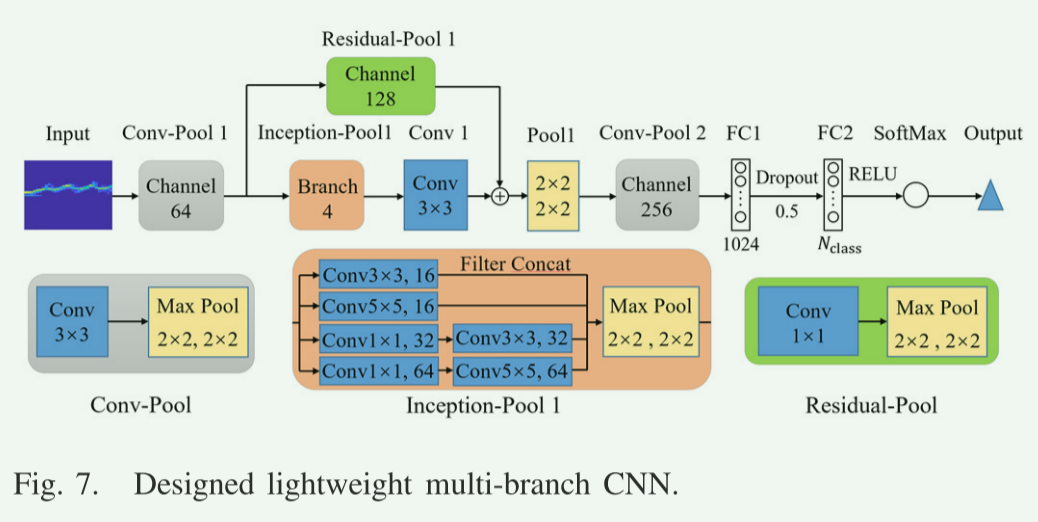 Residual-Pool 1
Channel
128
Input
Conv-Pool 1
Inception-Pool1
Conv 1
Pool1
Conv-Pool 2
FC1
FC2
SoftMax
Output
Channel
64
Branch
4
Conv
3×3
2×2
2×2
Channel
256
Dropout
0.5
RELU
1024
Nclass
Conv
3×3
Max Pool
2×2, 2×2
Conv-Pool
Filter Concat
Conv3×3, 16
Conv5×5, 16
Conv1×1, 32
Conv3×3, 32
Conv1×1, 64
Conv5×5, 64
Max Pool
2×2 , 2×2
Inception-Pool 1
Conv
1×1
Max Pool
2×2 , 2×2
Residual-Pool
Fig. 7. Designed lightweight multi-branch CNN.